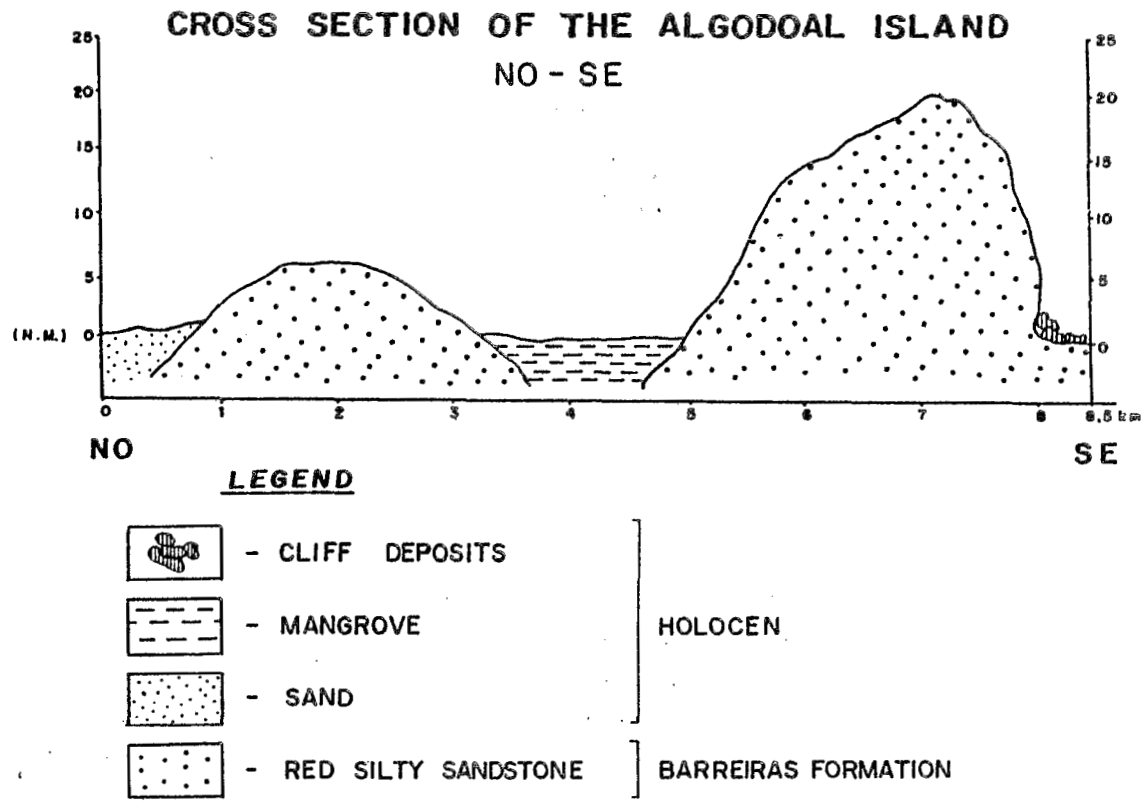 CROSS SECTION OF THE ALGODOAL ISLAND
NO - SE
25
20
15
10
5
(N.M.) 0
25
20
15
10
5
0
0 1 2 3 4 5 6 7 8 8,5 km
NO
SE
LEGEND
- CLIFF DEPOSITS
- MANGROVE
HOLOCEN
- SAND
- RED SILTY SANDSTONE
BARREIRAS FORMATION